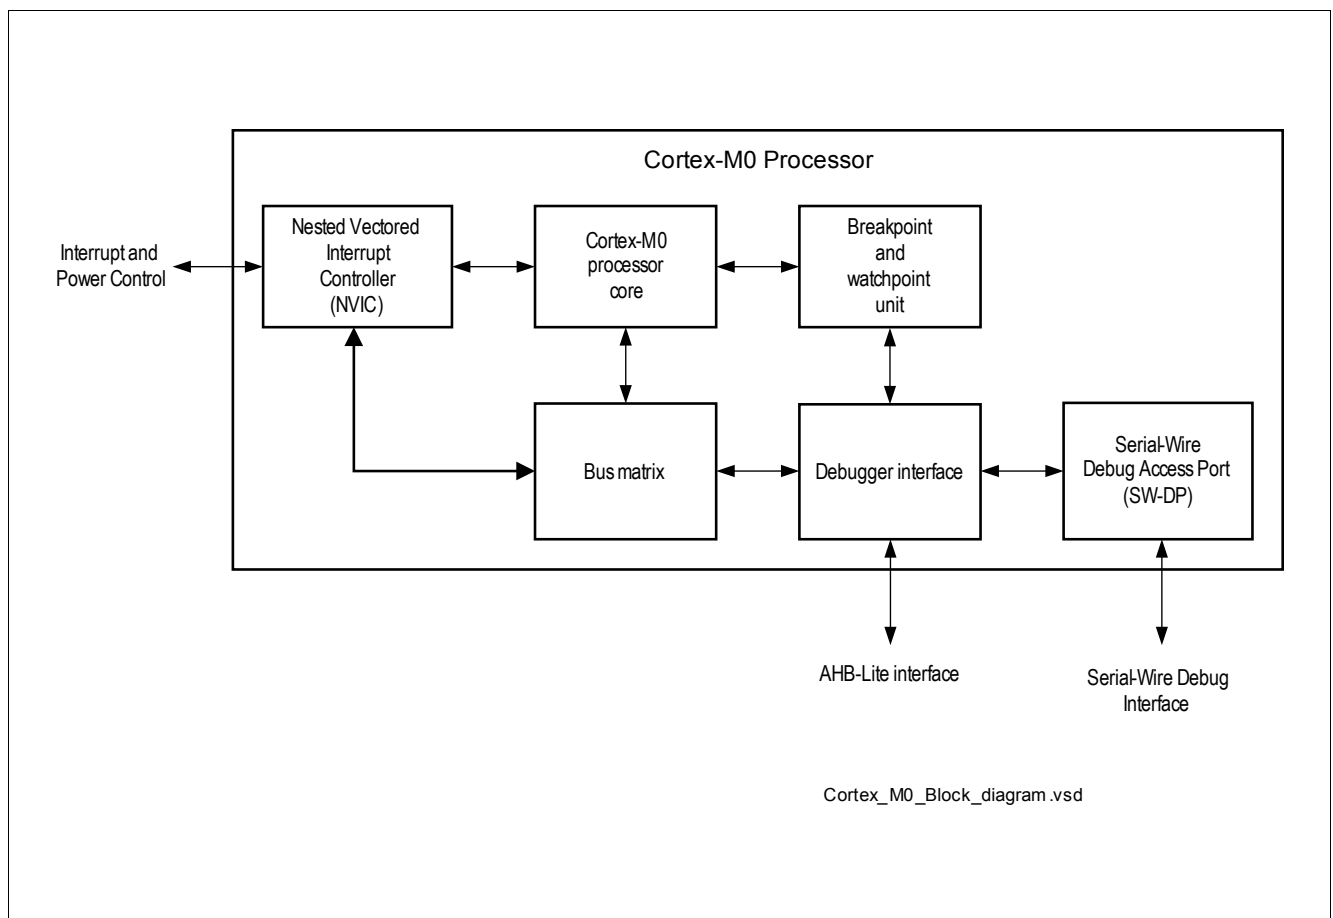 Cortex-M0 Processor
Nested Vectored
Interrupt
Controller
(NVIC)
Cortex-M0
processor
core
Breakpoint
and
watchpoint
unit
Interrupt and
Power Control
Bus matrix
Debugger interface
Serial-Wire
Debug Access Port
(SW-DP)
AHB-Lite interface
Serial-Wire Debug
Interface
Cortex_M0_Block_diagram.vsd